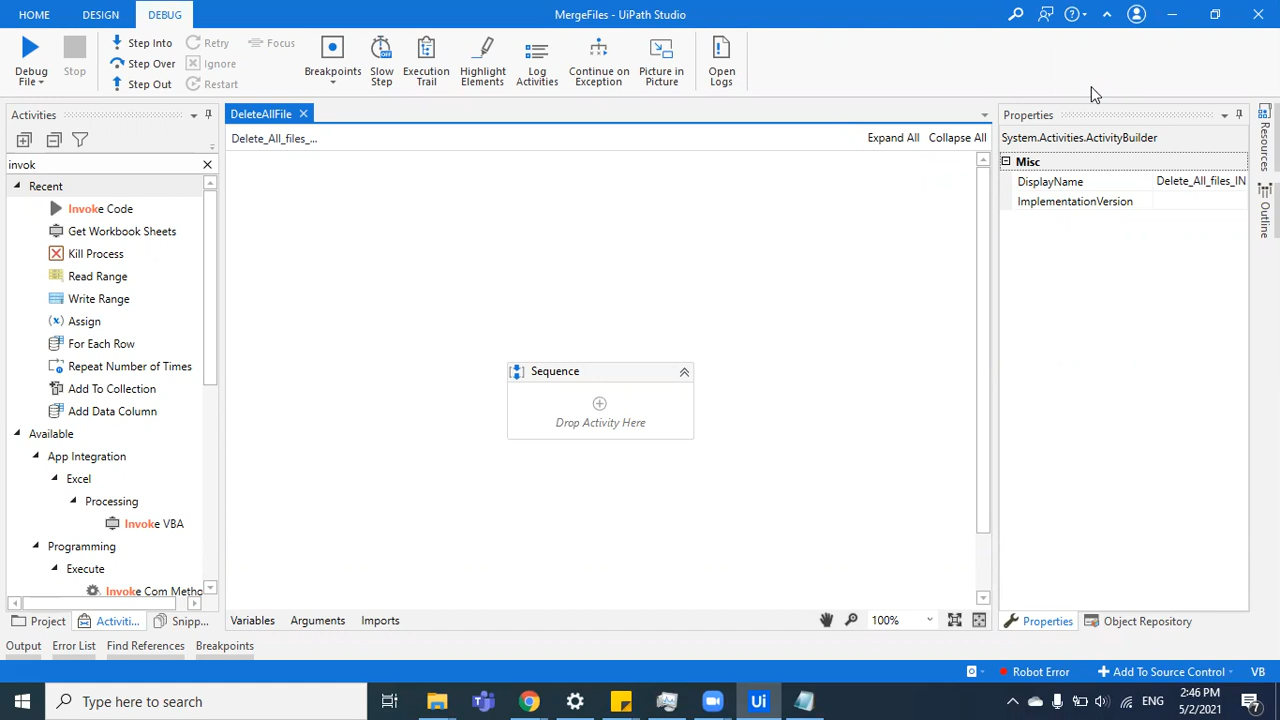 HOME DESIGN DEBUG MergeFiles - UiPath Studio
Debug File Stop Step Into Step Over Step Out Retry Ignore Restart Focus Breakpoints Slow Step Execution Trail Highlight Elements Log Activities Continue on Exception Picture in Picture Open Logs
Activities
invok
Recent
Invoke Code
Get Workbook Sheets
Kill Process
Read Range
Write Range
Assign
For Each Row
Repeat Number of Times
Add To Collection
Add Data Column
Available
App Integration
Excel
Processing
Invoke VBA
Programming
Execute
Invoke Com Metho
Project Activiti... Snipp...
DeleteAllFile
Delete_All_files_... Expand All Collapse All
Sequence
Drop Activity Here
Variables Arguments Imports 100%
Properties
System.Activities.ActivityBuilder
Misc
DisplayName Delete_All_files_IN
ImplementationVersion
Properties Object Repository
Resources
Outline
Output Error List Find References Breakpoints
Robot Error Add To Source Control VB
Type here to search
Ui
ENG
2:46 PM
5/2/2021
7